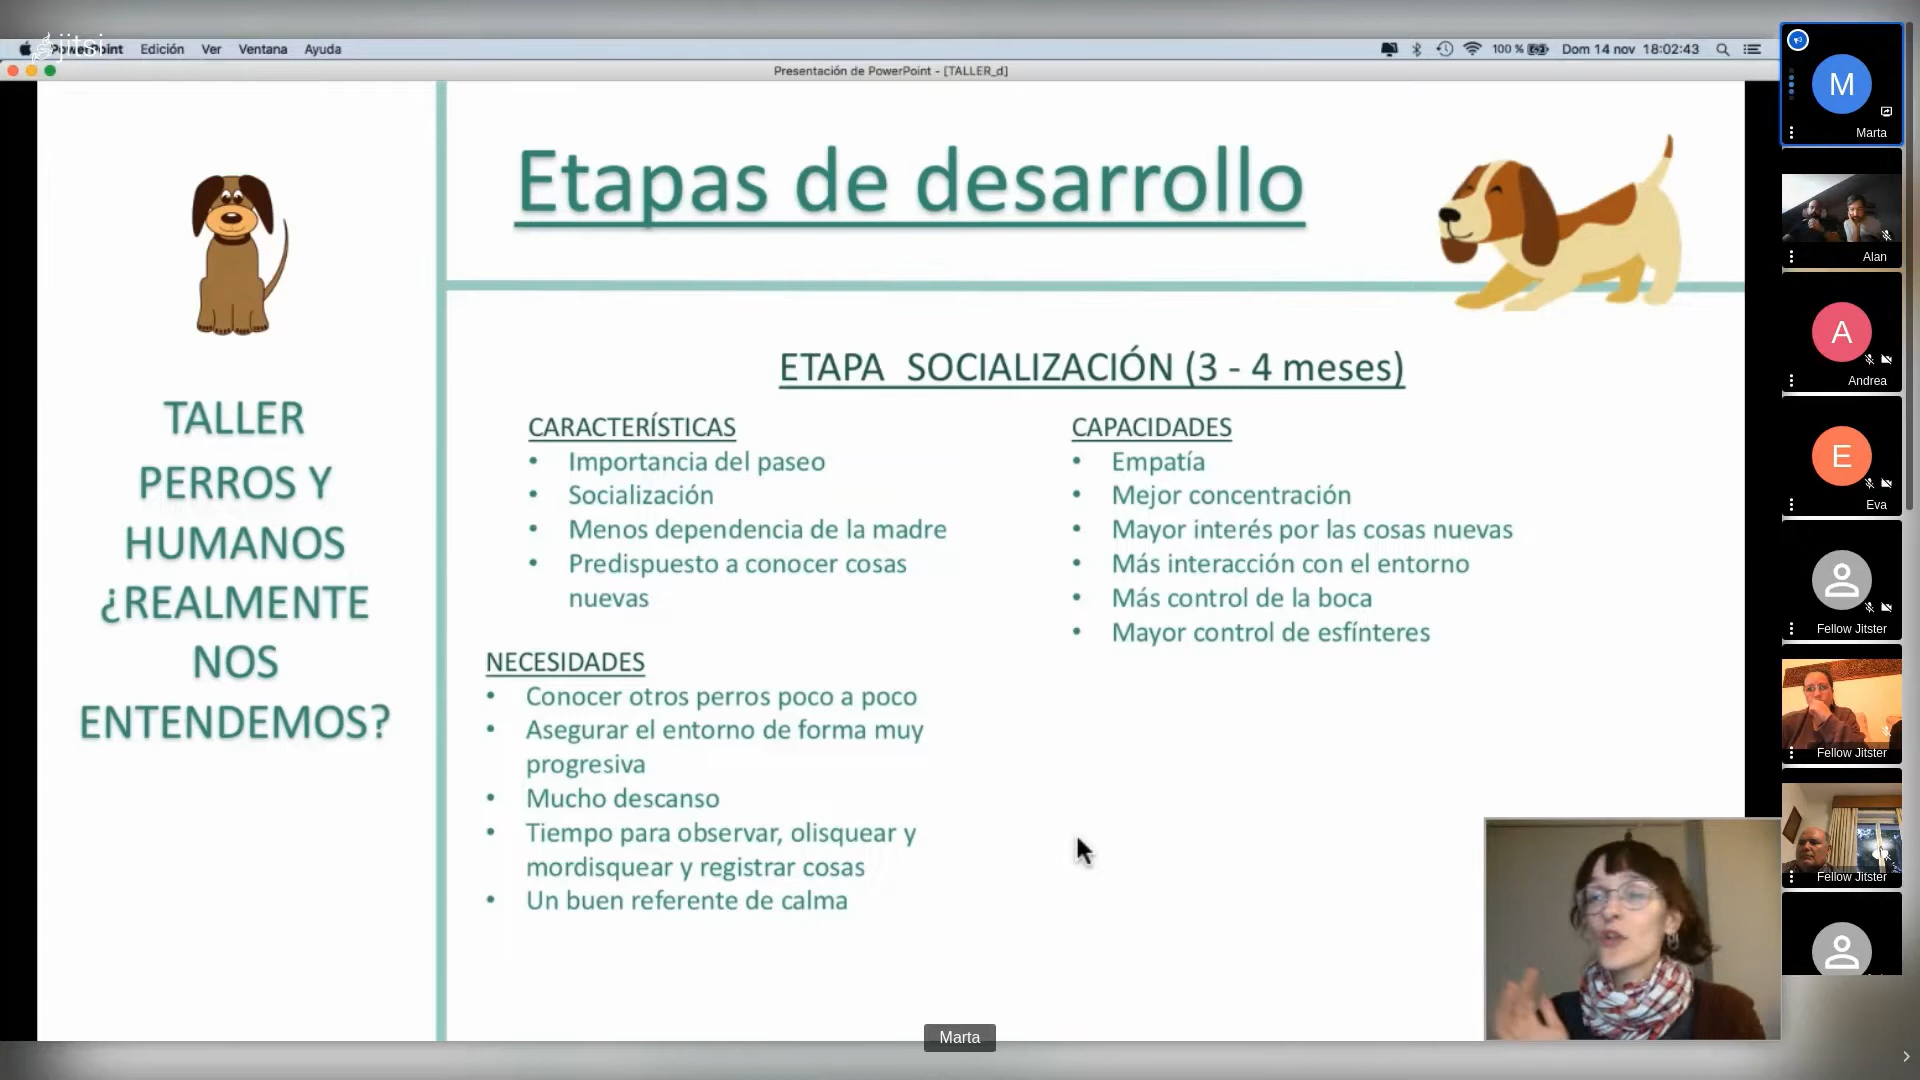 jitsi
PowerPoint Edición Ver Ventana Ayuda
100 % Dom 14 nov 18:02:43
Presentación de PowerPoint - [TALLER_d]
TALLER
PERROS Y
HUMANOS
¿REALMENTE
NOS
ENTENDEMOS?
Etapas de desarrollo
ETAPA SOCIALIZACIÓN (3 - 4 meses)
CARACTERÍSTICAS
• Importancia del paseo
• Socialización
• Menos dependencia de la madre
• Predispuesto a conocer cosas
nuevas
NECESIDADES
• Conocer otros perros poco a poco
• Asegurar el entorno de forma muy
progresiva
• Mucho descanso
• Tiempo para observar, olisquear y
mordisquear y registrar cosas
• Un buen referente de calma
CAPACIDADES
• Empatía
• Mejor concentración
• Mayor interés por las cosas nuevas
• Más interacción con el entorno
• Más control de la boca
• Mayor control de esfínteres
M
Marta
Alan
A
Andrea
E
Eva
Fellow Jitster
Fellow Jitster
Fellow Jitster
Marta